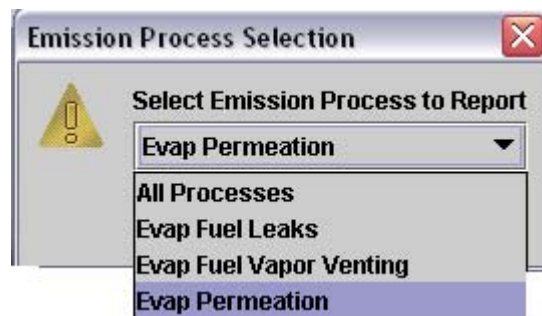 Emission Process Selection
Select Emission Process to Report
Evap Permeation
All Processes
Evap Fuel Leaks
Evap Fuel Vapor Venting
Evap Permeation